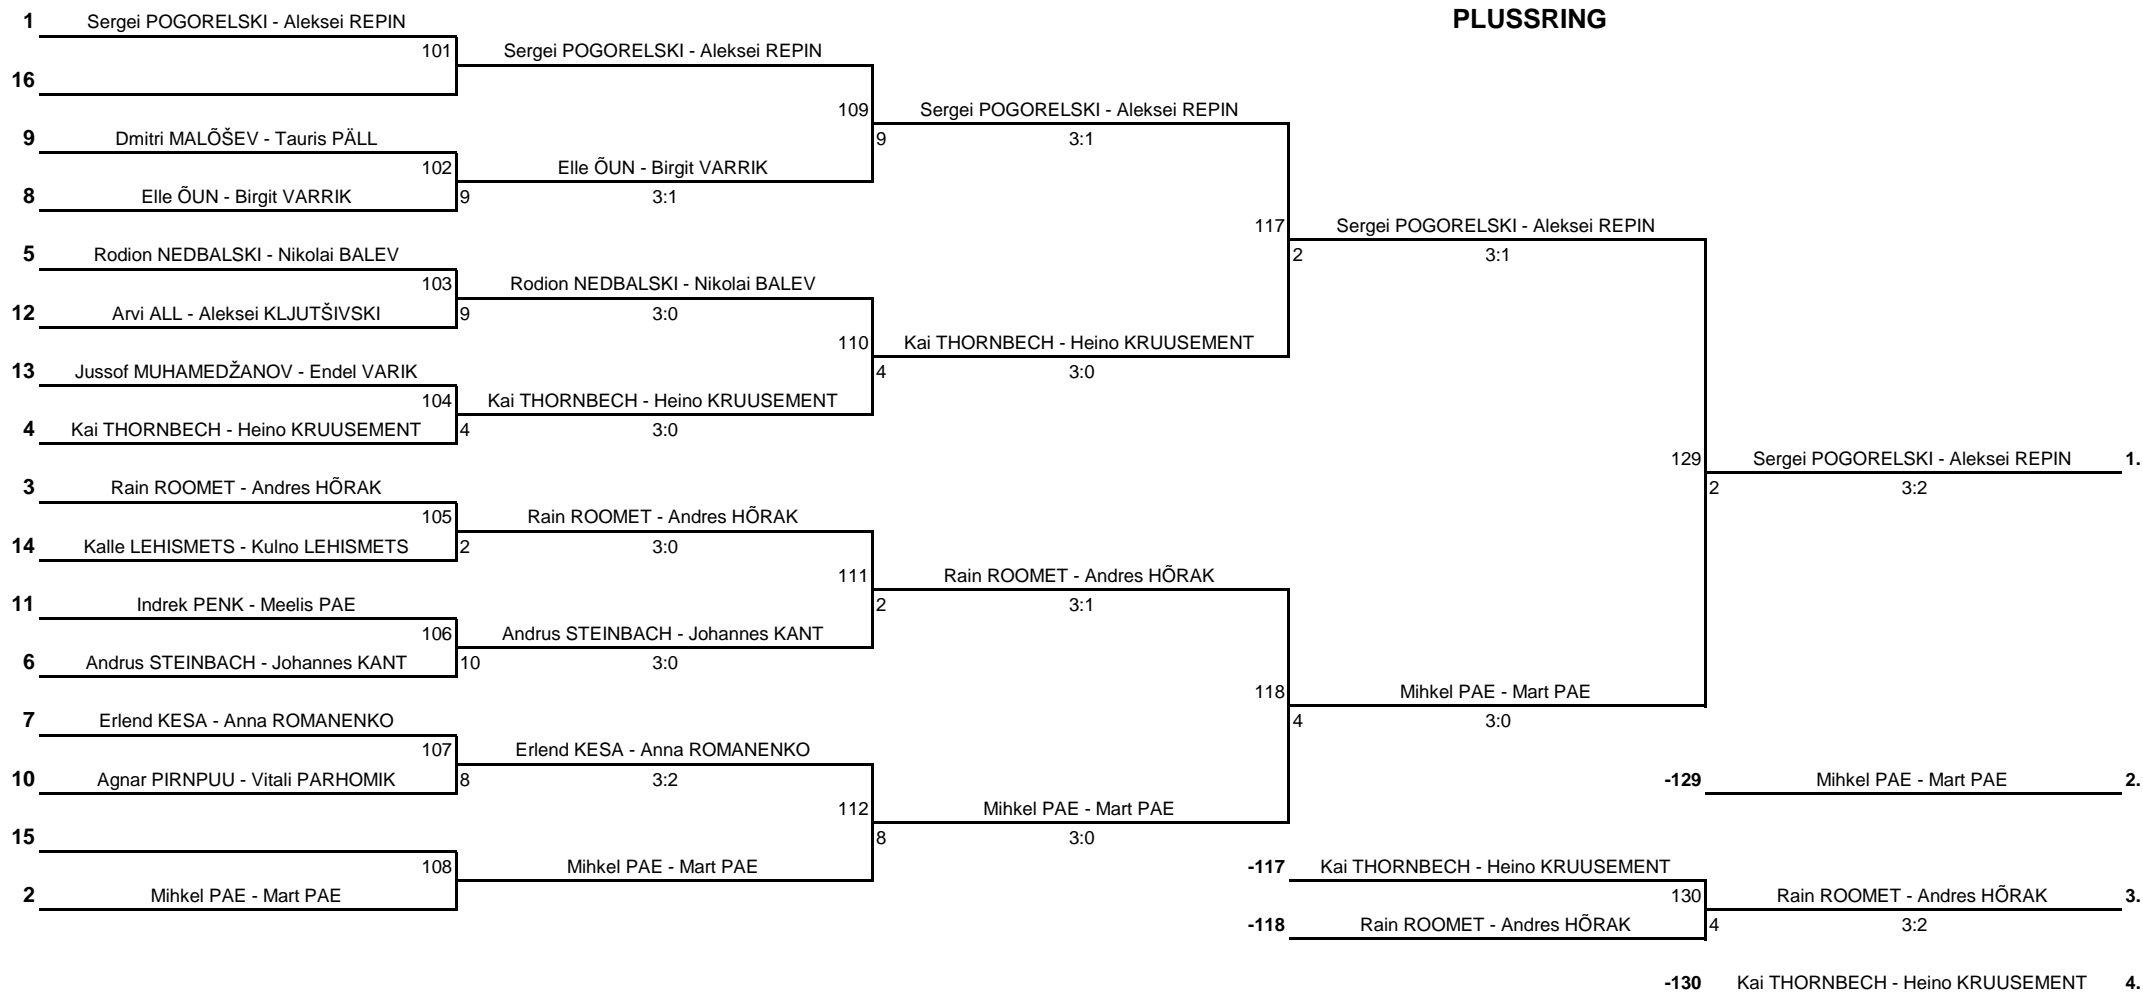 PLUSSRING
1 Sergei POGORELSKI - Aleksei REPIN
101 Sergei POGORELSKI - Aleksei REPIN
16
109 Sergei POGORELSKI - Aleksei REPIN
9 Dmitri MALÕŠEV - Tauris PÄLL
9 3:1
102 Elle ÕUN - Birgit VARRIK
8 Elle ÕUN - Birgit VARRIK
9 3:1
117 Sergei POGORELSKI - Aleksei REPIN
5 Rodion NEDBALSKI - Nikolai BALEV
2 3:1
103 Rodion NEDBALSKI - Nikolai BALEV
12 Arvi ALL - Aleksei KLJUTŠIVSKI
9 3:0
110 Kai THORNBECH - Heino KRUUSEMENT
13 Jussof MUHAMEDŽANOV - Endel VARIK
4 3:0
104 Kai THORNBECH - Heino KRUUSEMENT
4 Kai THORNBECH - Heino KRUUSEMENT
4 3:0
129 Sergei POGORELSKI - Aleksei REPIN 1.
3 Rain ROOMET - Andres HÕRAK
2 3:2
105 Rain ROOMET - Andres HÕRAK
14 Kalle LEHISMETS - Kulno LEHISMETS
2 3:0
111 Rain ROOMET - Andres HÕRAK
11 Indrek PENK - Meelis PAE
2 3:1
106 Andrus STEINBACH - Johannes KANT
6 Andrus STEINBACH - Johannes KANT
10 3:0
118 Mihkel PAE - Mart PAE
7 Erlend KESA - Anna ROMANENKO
4 3:0
107 Erlend KESA - Anna ROMANENKO
10 Agnar PIRNPUU - Vitali PARHOMIK
8 3:2
-129 Mihkel PAE - Mart PAE 2.
112 Mihkel PAE - Mart PAE
15
8 3:0
108 Mihkel PAE - Mart PAE
-117 Kai THORNBECH - Heino KRUUSEMENT
2 Mihkel PAE - Mart PAE
130 Rain ROOMET - Andres HÕRAK 3.
-118 Rain ROOMET - Andres HÕRAK
4 3:2
-130 Kai THORNBECH - Heino KRUUSEMENT 4.